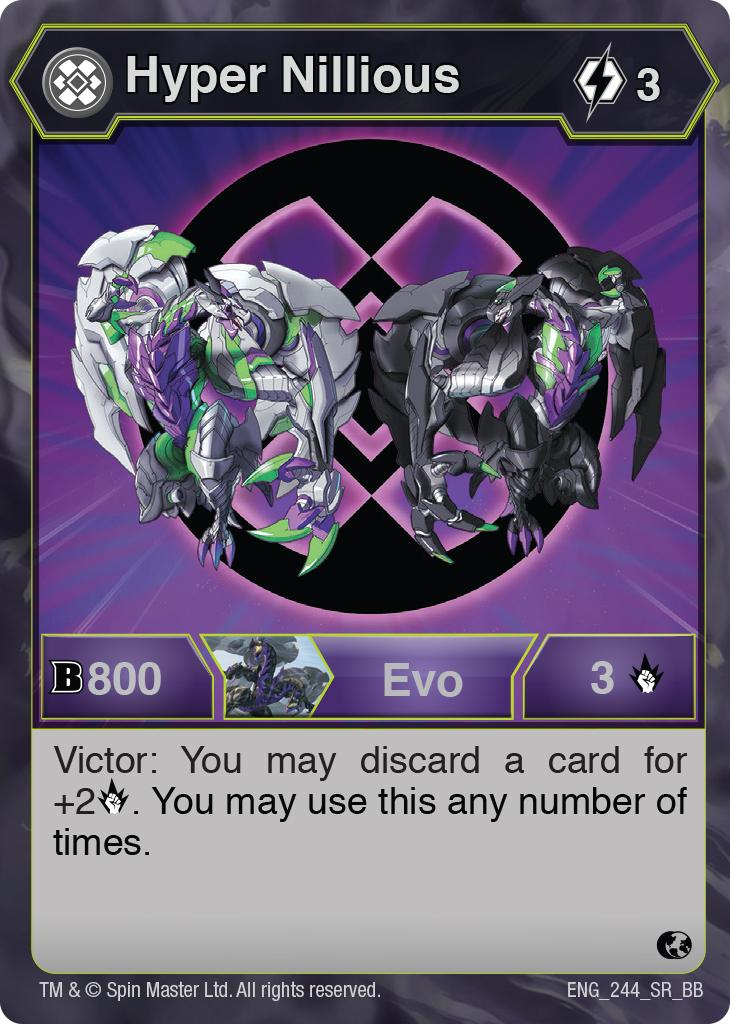 Hyper Nillious
3
B 800
Evo
3
Victor: You may discard a card for
+2. You may use this any number of
times.
TM & © Spin Master Ltd. All rights reserved.
ENG_244_SR_BB